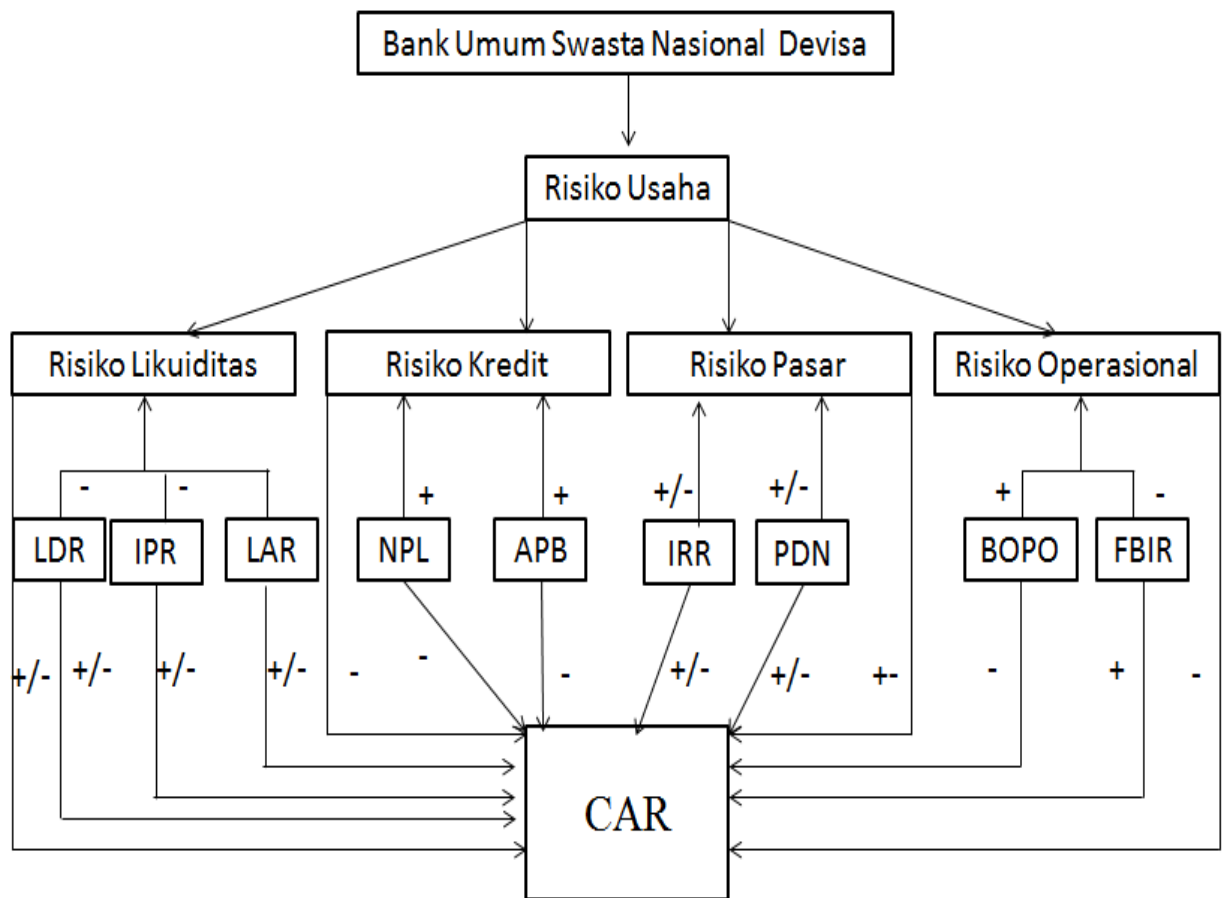 Bank Umum Swasta Nasional Devisa
Risiko Usaha
Risiko Likuiditas
Risiko Kredit
Risiko Pasar
Risiko Operasional
- - + + +/- +/- + -
LDR IPR LAR NPL APB IRR PDN BOPO FBIR
+/- +/- +/- +/- - - - +/- +/- +- - + -
CAR